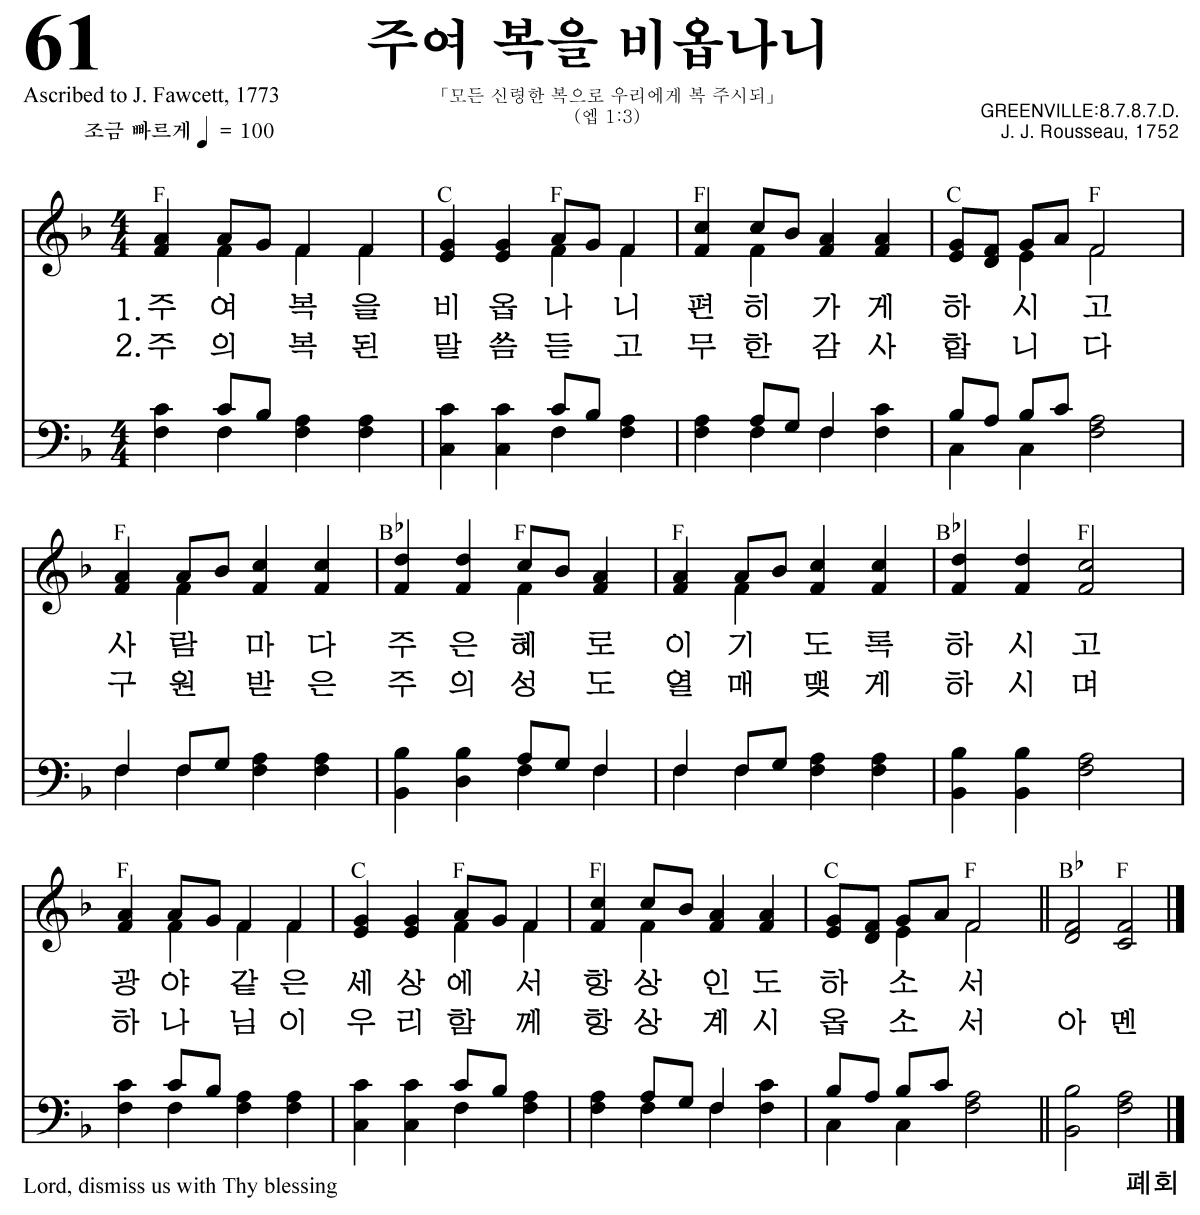 61
주여 복을 비옵나니
Ascribed to J. Fawcett, 1773
「모든 신령한 복으로 우리에게 복 주시되」
(엡 1:3)
조금 빠르게 ♩ = 100
GREENVILLE:8.7.8.7.D.
J. J. Rousseau, 1752
F C F F C F
4 4
1. 주 여 복 을 비 옵 나 니 편 히 가 게 하 시 고
2. 주 의 복 된 말 씀 듣 고 무 한 감 사 합 니 다
4 4
F B♭ F F B♭ F
사 람 마 다 주 은 혜 로 이 기 도 록 하 시 고
구 원 받 은 주 의 성 도 열 매 맺 게 하 시 며
F C F F C F B♭ F
광 야 같 은 세 상 에 서 항 상 인 도 하 소 서
하 나 님 이 우 리 함 께 항 상 계 시 옵 소 서 아 멘
Lord, dismiss us with Thy blessing
폐회